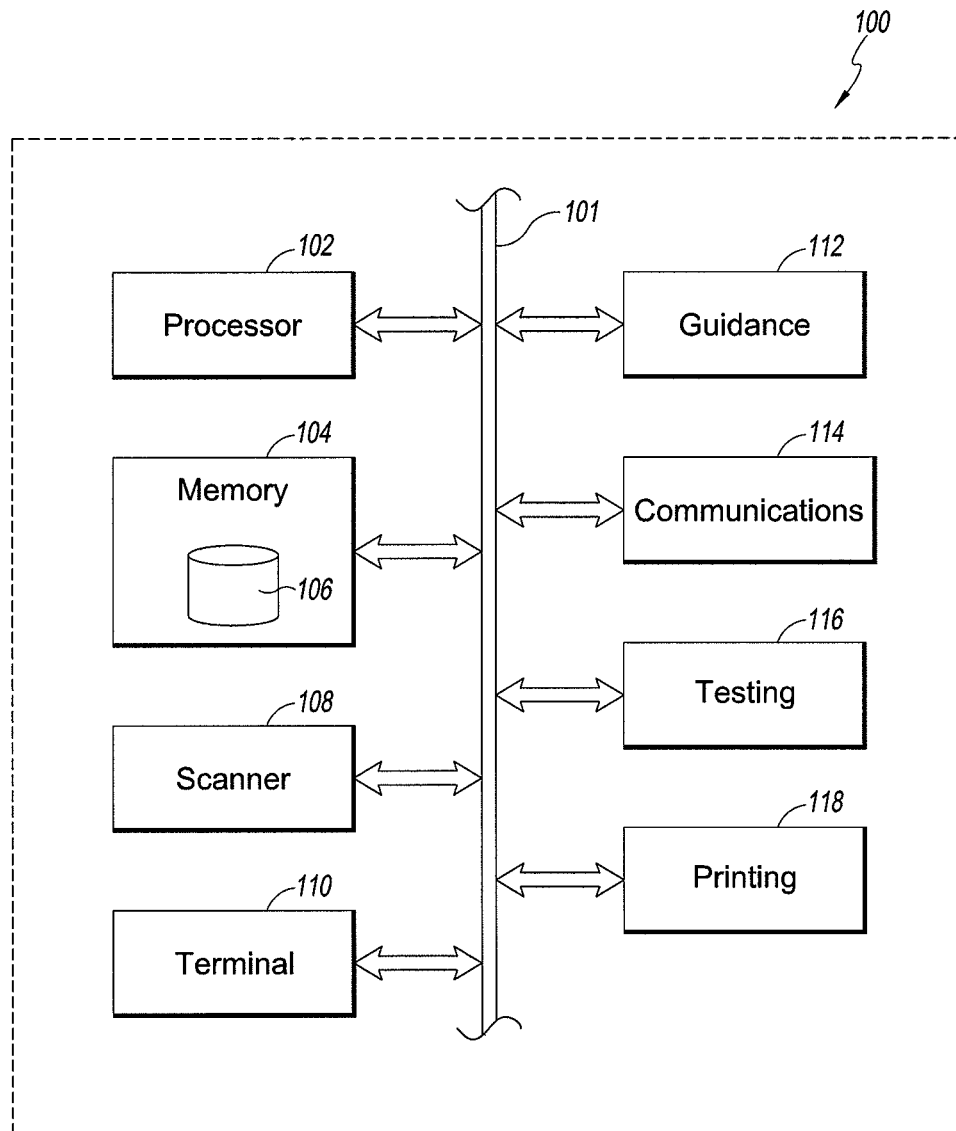 100
101
102
Processor
104
Memory
106
108
Scanner
110
Terminal
112
Guidance
114
Communications
116
Testing
118
Printing